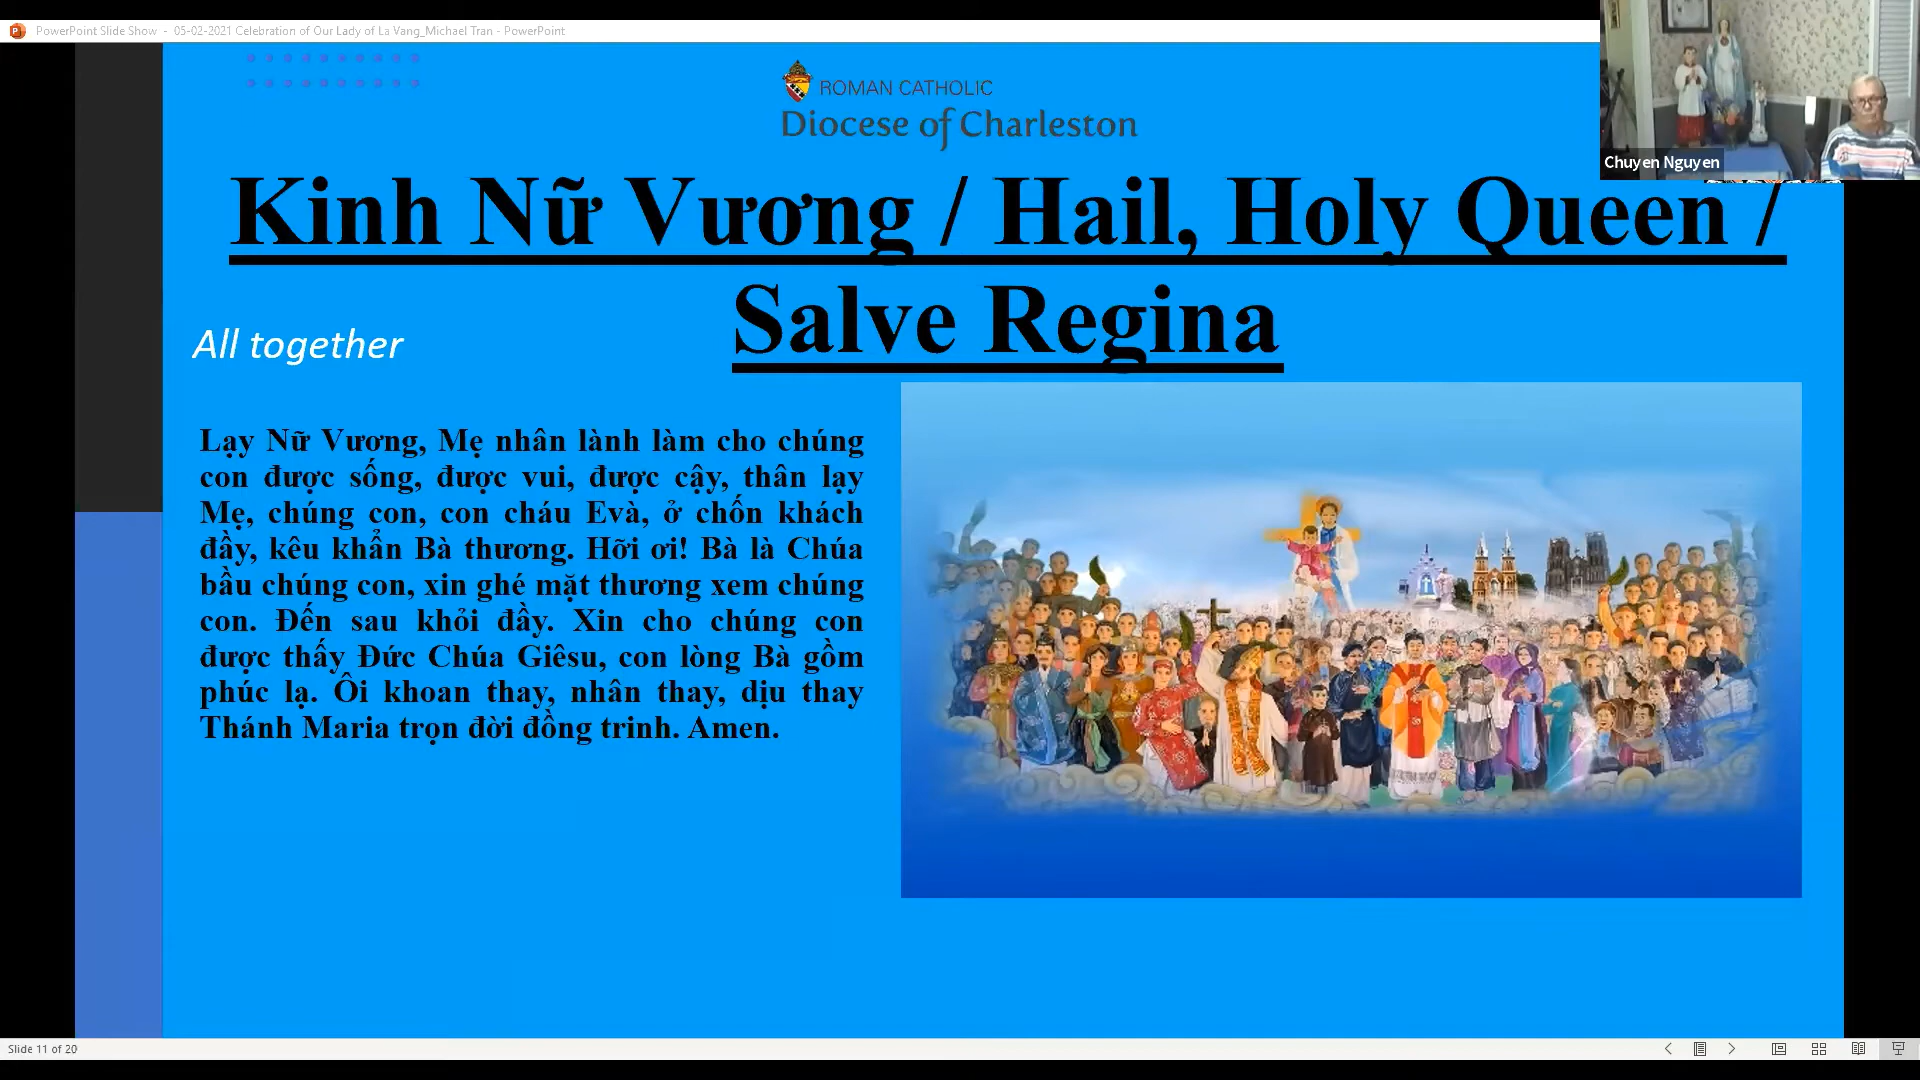 PowerPoint Slide Show - 05-02-2021 Celebration of Our Lady of La Vang_Michael Tran - PowerPoint
ROMAN CATHOLIC
Diocese of Charleston
Chuyen Nguyen
Kinh Nữ Vương / Hail, Holy Queen /
Salve Regina
All together
Lạy Nữ Vương, Mẹ nhân lành làm cho chúng
con được sống, được vui, được cậy, thân lạy
Mẹ, chúng con, con cháu Evà, ở chốn khách
đầy, kêu khẩn Bà thương. Hỡi ơi! Bà là Chúa
bầu chúng con, xin ghé mặt thương xem chúng
con. Đến sau khỏi đầy. Xin cho chúng con
được thấy Đức Chúa Giêsu, con lòng Bà gồm
phúc lạ. Ôi khoan thay, nhân thay, dịu thay
Thánh Maria trọn đời đồng trinh. Amen.
Slide 11 of 20